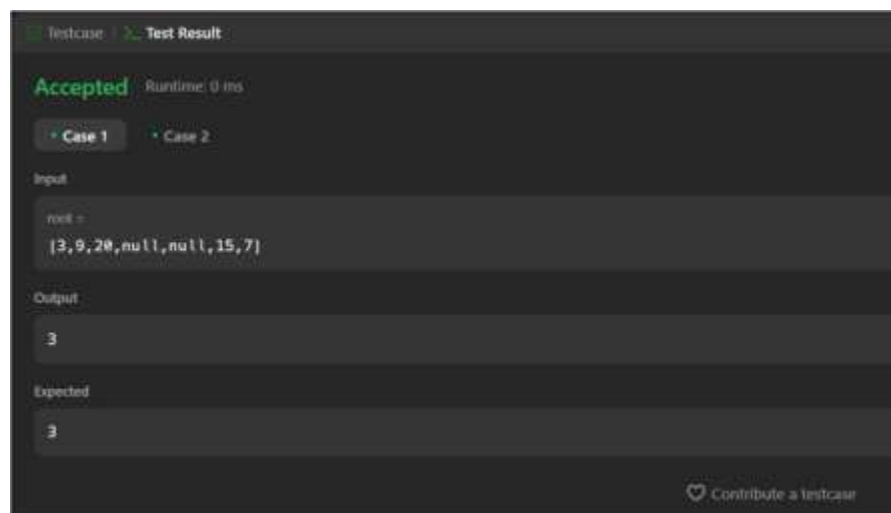 Testcase | >_ Test Result
Accepted Runtime: 0 ms
• Case 1 • Case 2
Input
root =
[3,9,20,null,null,15,7]
Output
3
Expected
3
Contribute a testcase